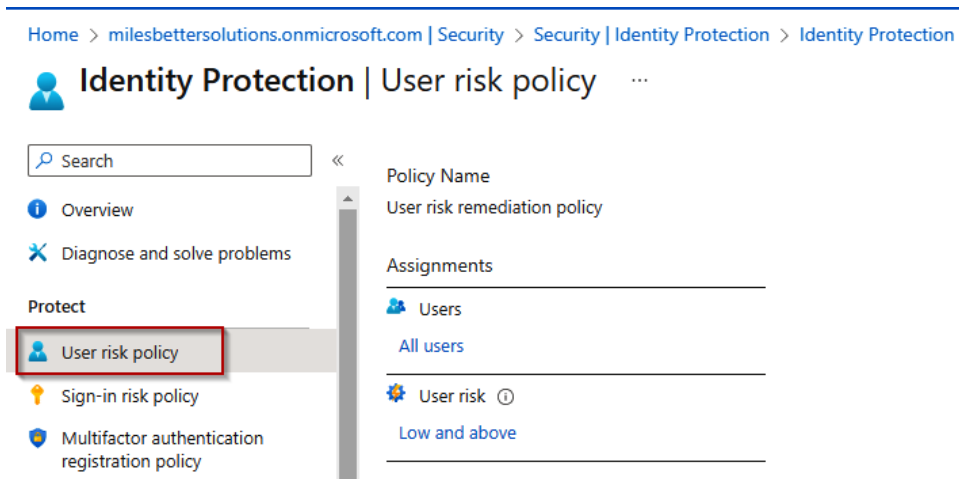 Home > milesbettersolutions.onmicrosoft.com | Security > Security | Identity Protection > Identity Protection
Identity Protection | User risk policy ...
Search
Overview
Diagnose and solve problems
Protect
User risk policy
Sign-in risk policy
Multifactor authentication
registration policy
Policy Name
User risk remediation policy
Assignments
Users
All users
User risk
Low and above